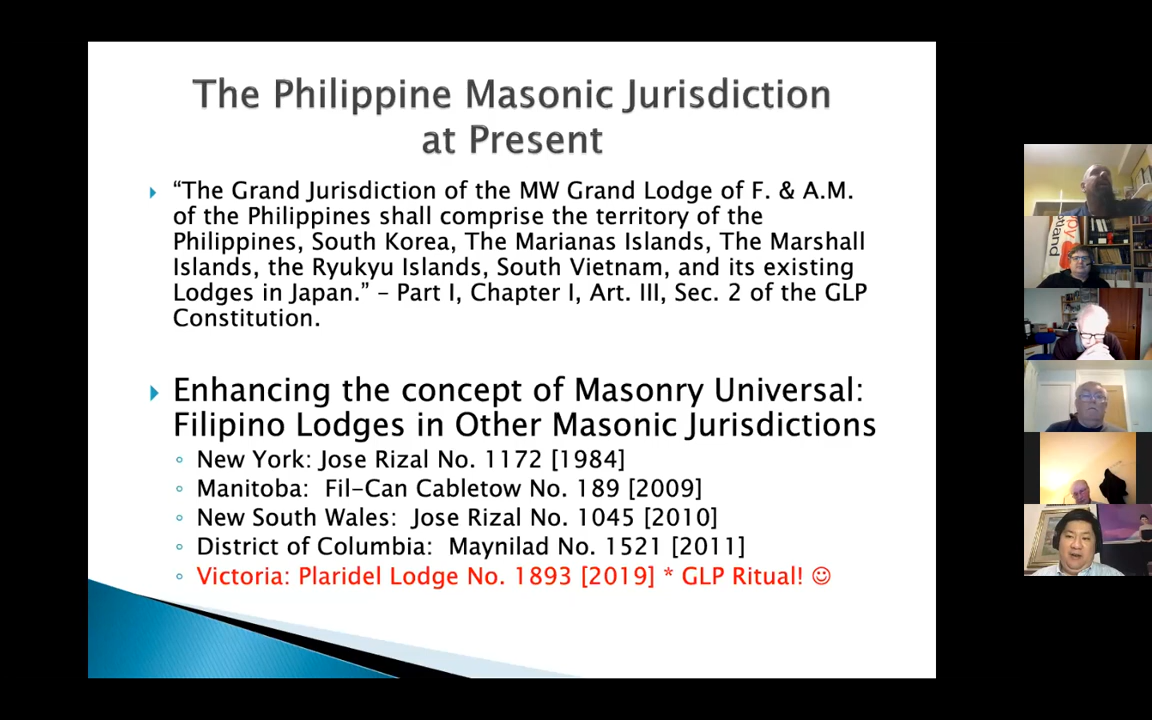 The Philippine Masonic Jurisdiction
at Present
“The Grand Jurisdiction of the MW Grand Lodge of F. & A.M.
of the Philippines shall comprise the territory of the
Philippines, South Korea, The Marianas Islands, The Marshall
Islands, the Ryukyu Islands, South Vietnam, and its existing
Lodges in Japan.” – Part I, Chapter I, Art. III, Sec. 2 of the GLP
Constitution.
Enhancing the concept of Masonry Universal:
Filipino Lodges in Other Masonic Jurisdictions
New York: Jose Rizal No. 1172 [1984]
Manitoba: Fil-Can Cabletow No. 189 [2009]
New South Wales: Jose Rizal No. 1045 [2010]
District of Columbia: Maynilad No. 1521 [2011]
Victoria: Plaridel Lodge No. 1893 [2019] * GLP Ritual! ☺